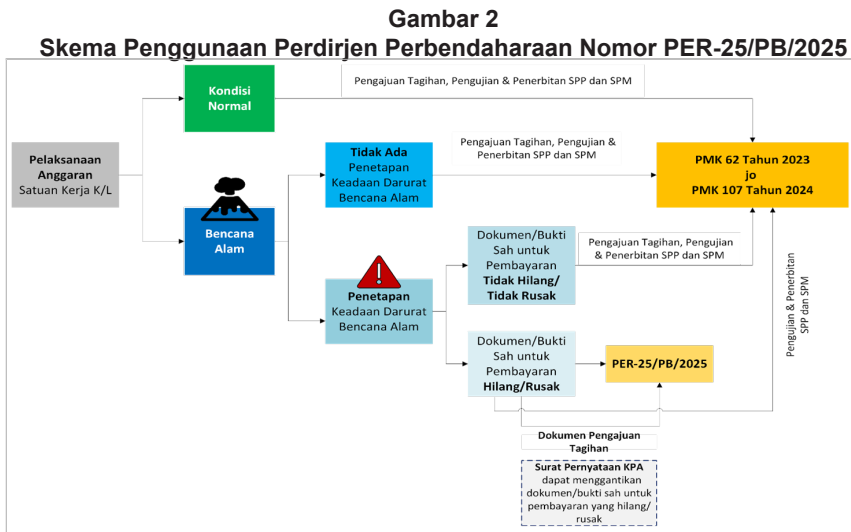 Gambar 2
Skema Penggunaan Perdirjen Perbendaharaan Nomor PER-25/PB/2025
Kondisi
Normal
Pengajuan Tagihan, Pengujian & Penerbitan SPP dan SPM
Pelaksanaan
Anggaran
Satuan Kerja K/L
Tidak Ada
Penetapan
Keadaan Darurat
Bencana Alam
Pengajuan Tagihan, Pengujian &
Penerbitan SPP dan SPM
PMK 62 Tahun 2023
jo
PMK 107 Tahun 2024
Bencana
Alam
Penetapan
Keadaan Darurat
Bencana Alam
Dokumen/Bukti
Sah untuk
Pembayaran
Tidak Hilang/
Tidak Rusak
Pengajuan Tagihan, Pengujian
& Penerbitan SPP dan SPM
Pengujian & Penerbitan
SPP dan SPM
Dokumen/Bukti
Sah untuk
Pembayaran
Hilang/Rusak
PER-25/PB/2025
Dokumen Pengajuan
Tagihan
Surat Pernyataan KPA
dapat menggantikan
dokumen/bukti sah untuk
pembayaran yang hilang/
rusak